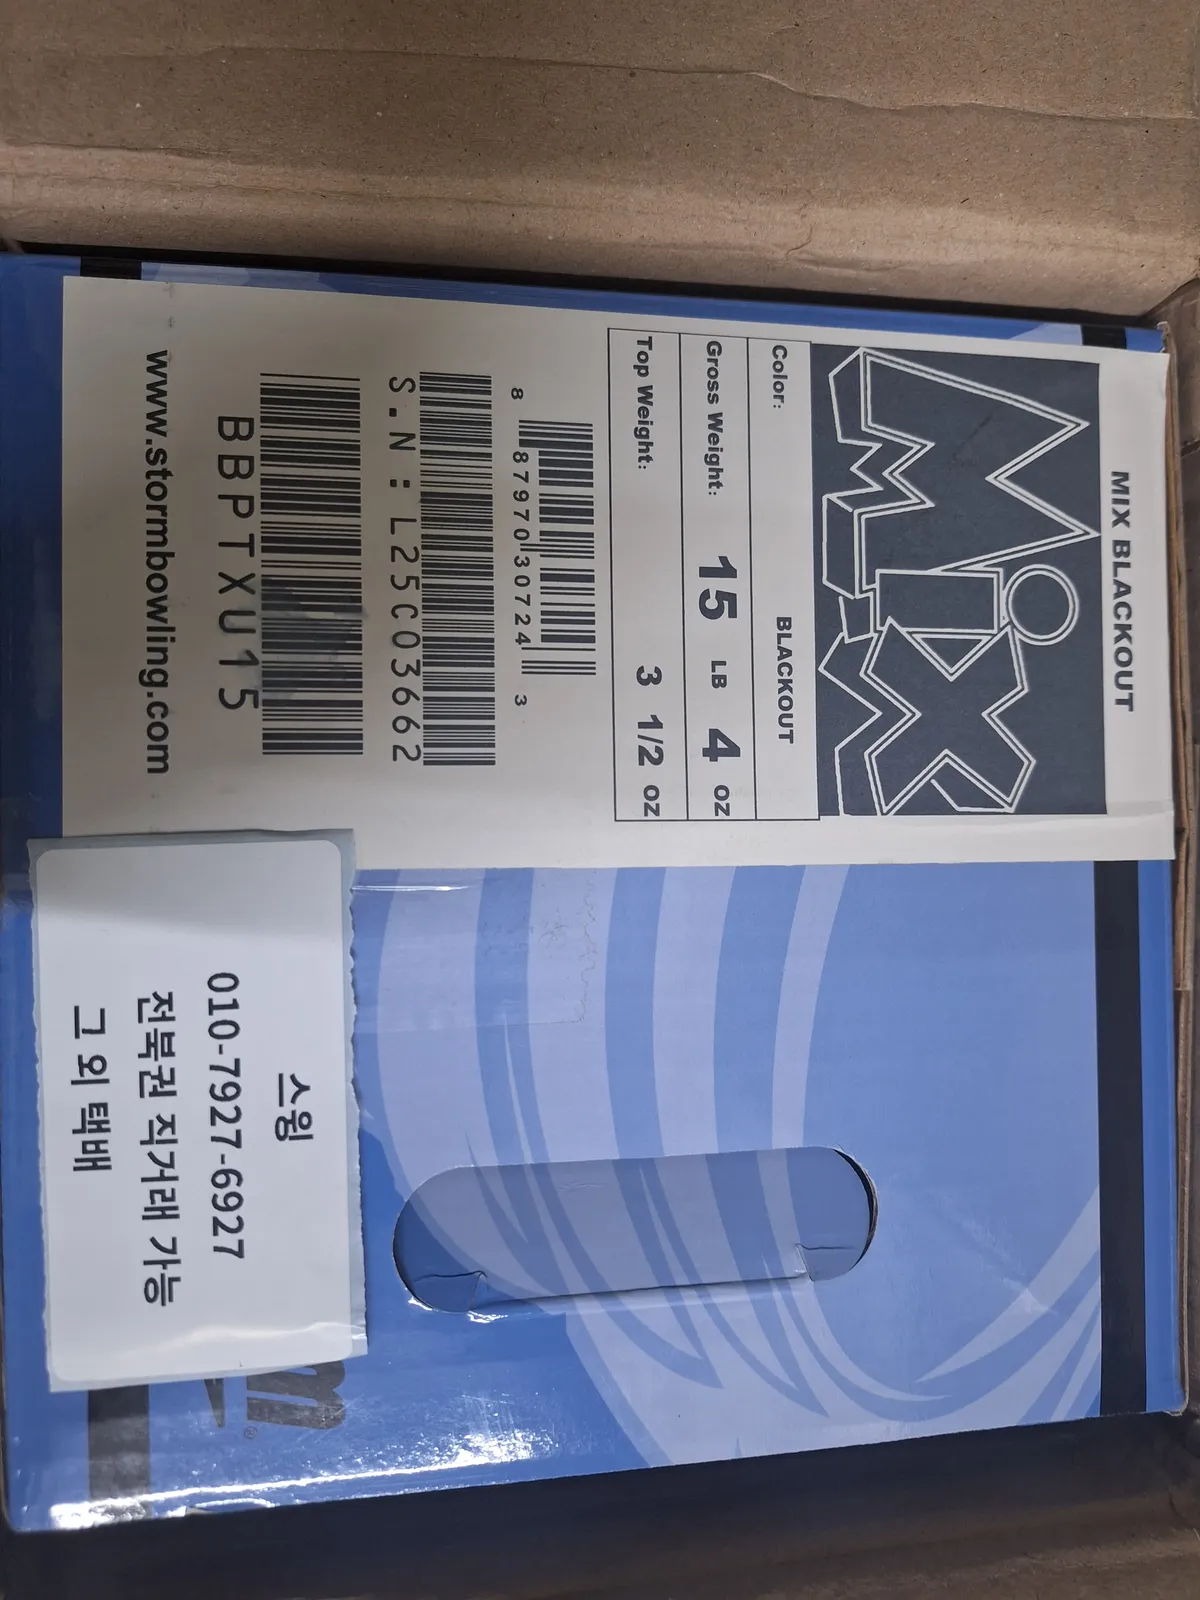 MIX BLACKOUT
MiX
Color: BLACKOUT
Gross Weight: 15 LB 4 OZ
Top Weight: 3 1/2 OZ
8 87970 30724 3
S.N : L25C03662
BBPTXU15
www.stormbowling.com
스윙
010-7927-6927
전북권 직거래 가능
그 외 택배